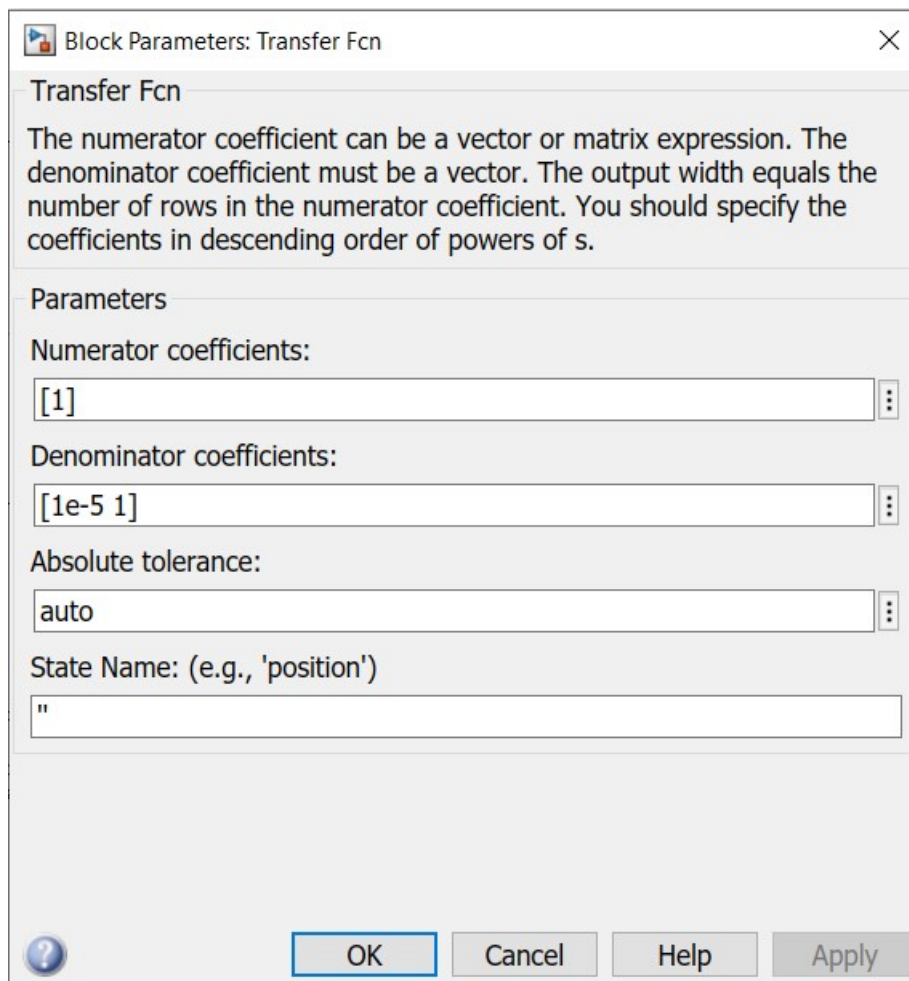 Block Parameters: Transfer Fcn
Transfer Fcn
The numerator coefficient can be a vector or matrix expression. The
denominator coefficient must be a vector. The output width equals the
number of rows in the numerator coefficient. You should specify the
coefficients in descending order of powers of s.
Parameters
Numerator coefficients:
[1]
Denominator coefficients:
[1e-5 1]
Absolute tolerance:
auto
State Name: (e.g., 'position')
''
OK Cancel Help Apply